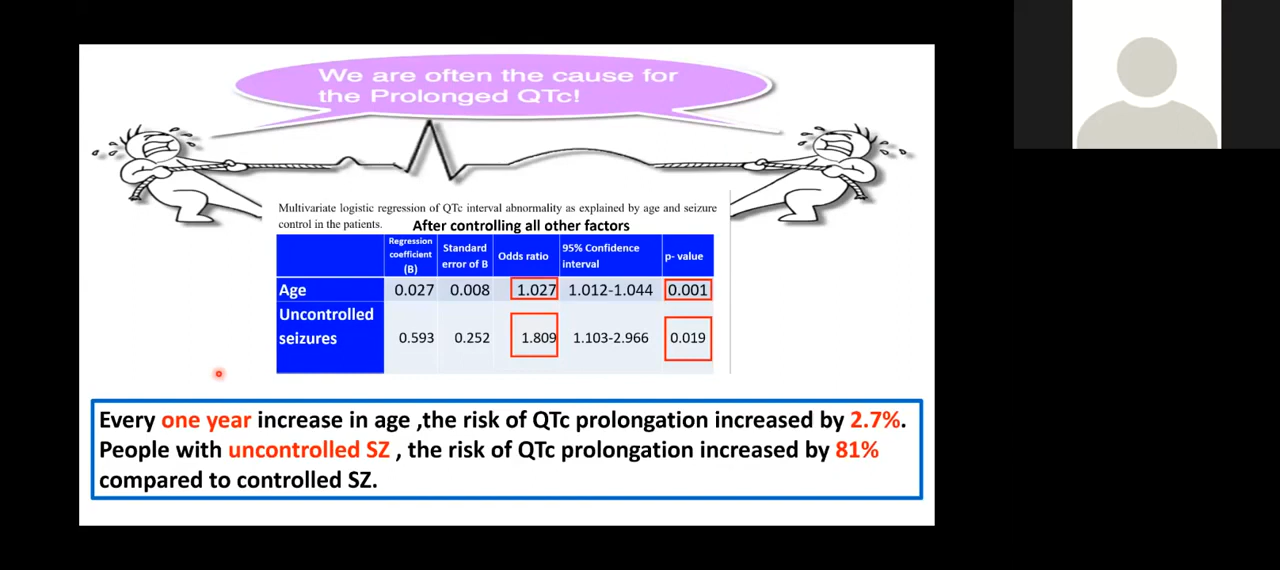 We are often the cause for
the Prolonged QTc!
Multivariate logistic regression of QTc interval abnormality as explained by age and seizure
control in the patients. After controlling all other factors
Regression coefficient (B) Standard error of B Odds ratio 95% Confidence interval p- value
Age 0.027 0.008 1.027 1.012-1.044 0.001
Uncontrolled seizures 0.593 0.252 1.809 1.103-2.966 0.019
Every one year increase in age ,the risk of QTc prolongation increased by 2.7%.
People with uncontrolled SZ , the risk of QTc prolongation increased by 81%
compared to controlled SZ.